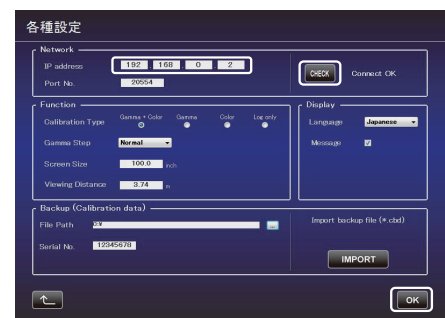 各種設定
Network
IP address 192 . 168 . 0 . 2
CHECK Connect OK
Port No. 20554
Function
Calibration Type Gamma + Color Gamma Color Log only
Gamma Step Normal
Screen Size 100.0 inch
Viewing Distance 3.74 m
Display
Language Japanese
Message
Backup (Calibration data)
File Path D:¥ ...
Serial No. 12345678
Import backup file (*.cbd)
IMPORT
OK